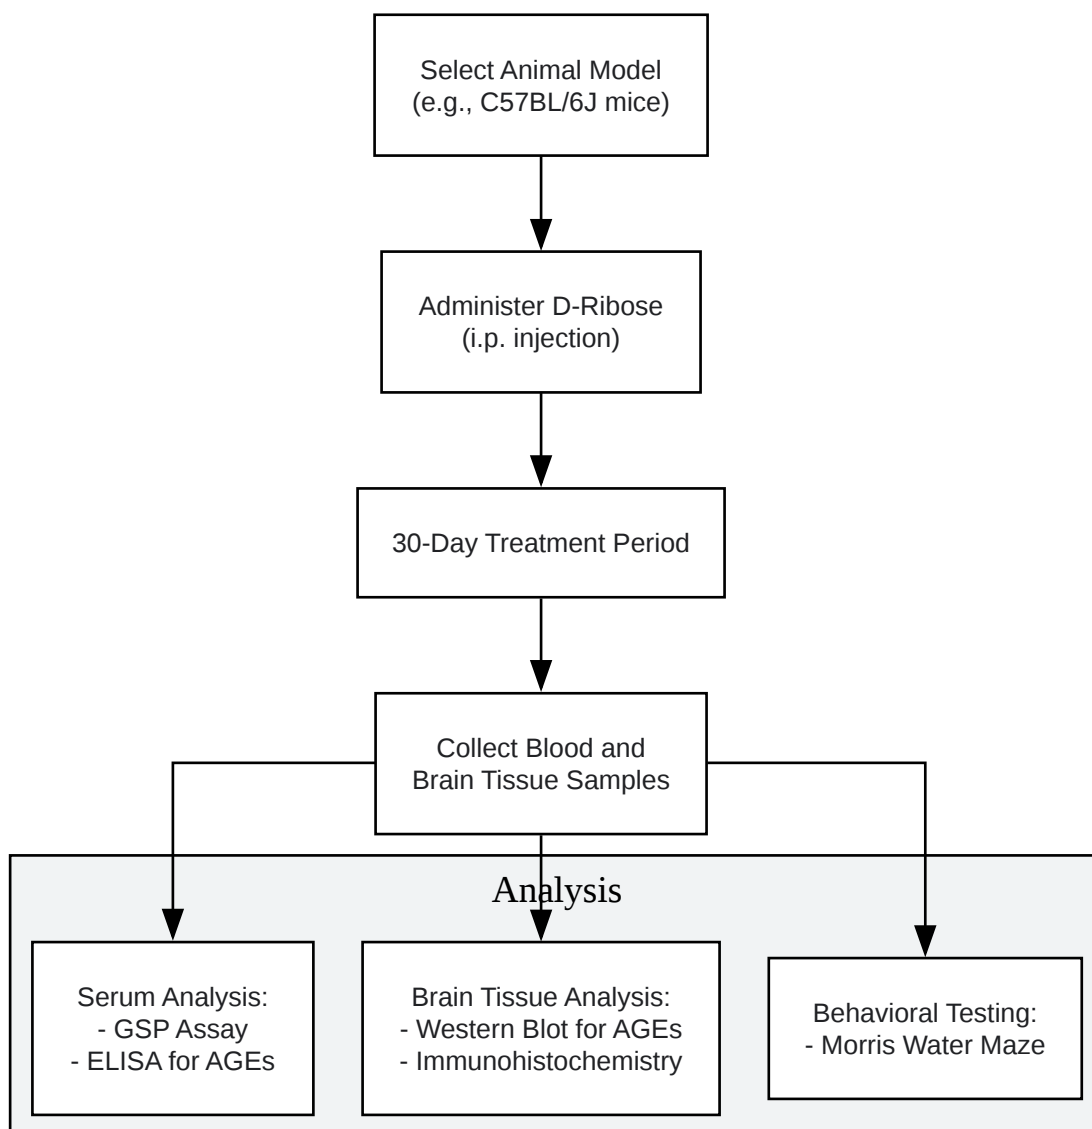 Select Animal Model
(e.g., C57BL/6J mice)
Administer D-Ribose
(i.p. injection)
30-Day Treatment Period
Collect Blood and
Brain Tissue Samples
Analysis
Serum Analysis:
- GSP Assay
- ELISA for AGEs
Brain Tissue Analysis:
- Western Blot for AGEs
- Immunohistochemistry
Behavioral Testing:
- Morris Water Maze